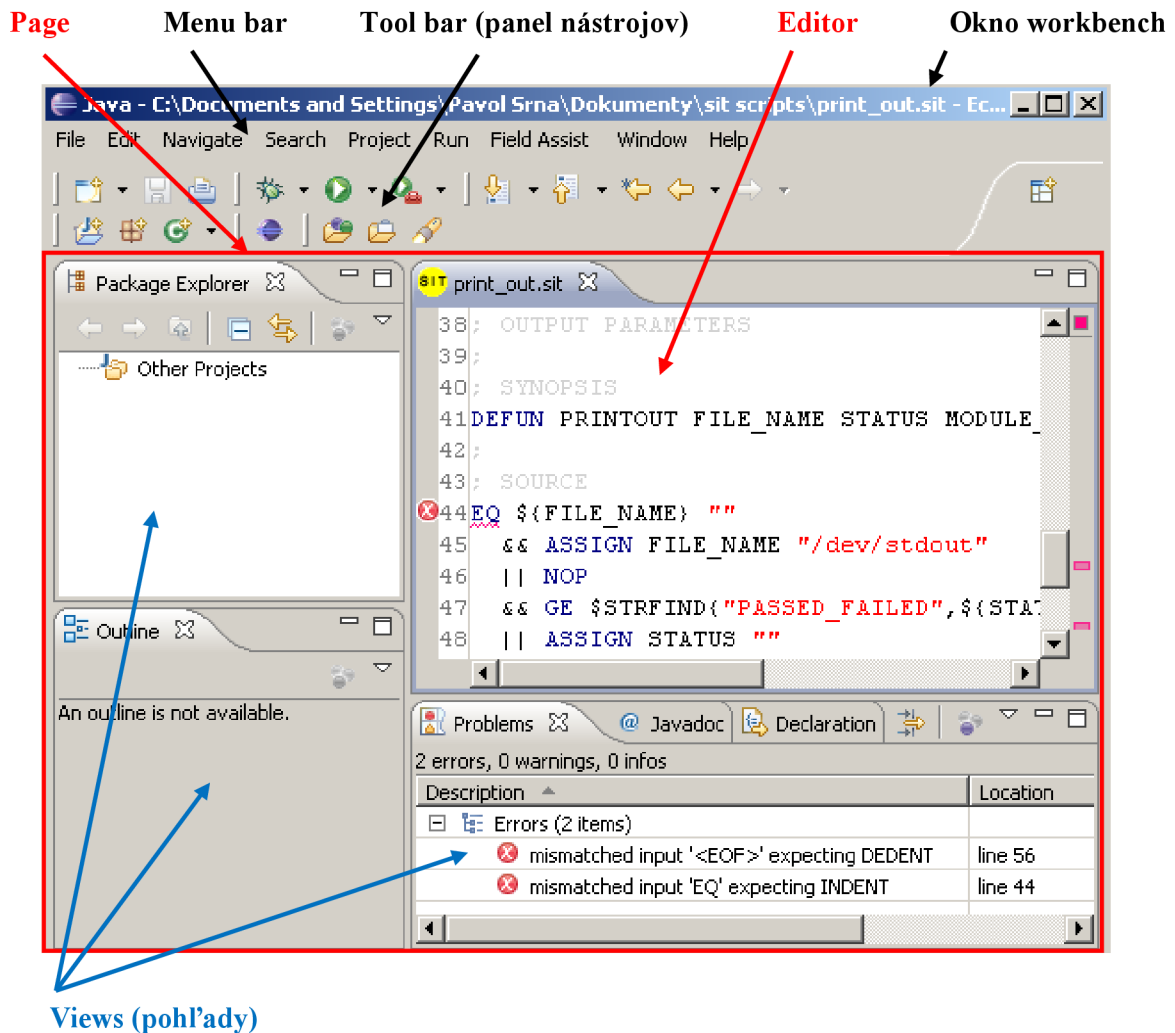 Page Menu bar Tool bar (panel nástrojov) Editor Okno workbench
Java - C:\Documents and Settings\Pavol Srna\Dokumenty\sit scripts\print_out.sit - Ec...
File Edit Navigate Search Project Run Field Assist Window Help
Package Explorer
Other Projects
SIT print_out.sit
38; OUTPUT PARAMETERS
39;
40; SYNOPSIS
41DEFUN PRINTOUT FILE_NAME STATUS MODULE_
42;
43; SOURCE
44EQ ${FILE_NAME} ""
45 && ASSIGN FILE_NAME "/dev/stdout"
46 || NOP
47 && GE $STRFIND{"PASSED_FAILED",${STAT
48 || ASSIGN STATUS ""
Outline
An outline is not available.
Problems @ Javadoc Declaration
2 errors, 0 warnings, 0 infos
Description Location
Errors (2 items)
mismatched input '<EOF>' expecting DEDENT line 56
mismatched input 'EQ' expecting INDENT line 44
Views (pohľady)